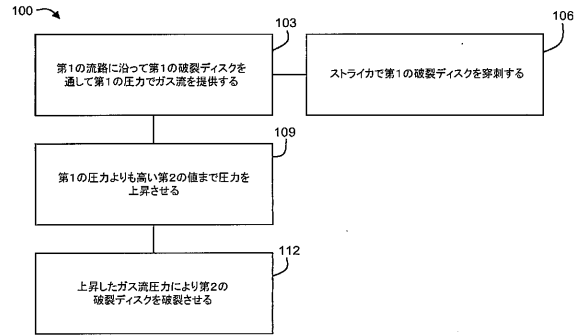 100
103
第1の流路に沿って第1の破裂ディスクを
通して第1の圧力でガス流を提供する
106
ストライカで第1の破裂ディスクを穿刺する
109
第1の圧力よりも高い第2の値まで圧力を
上昇させる
112
上昇したガス流圧力により第2の
破裂ディスクを破裂させる